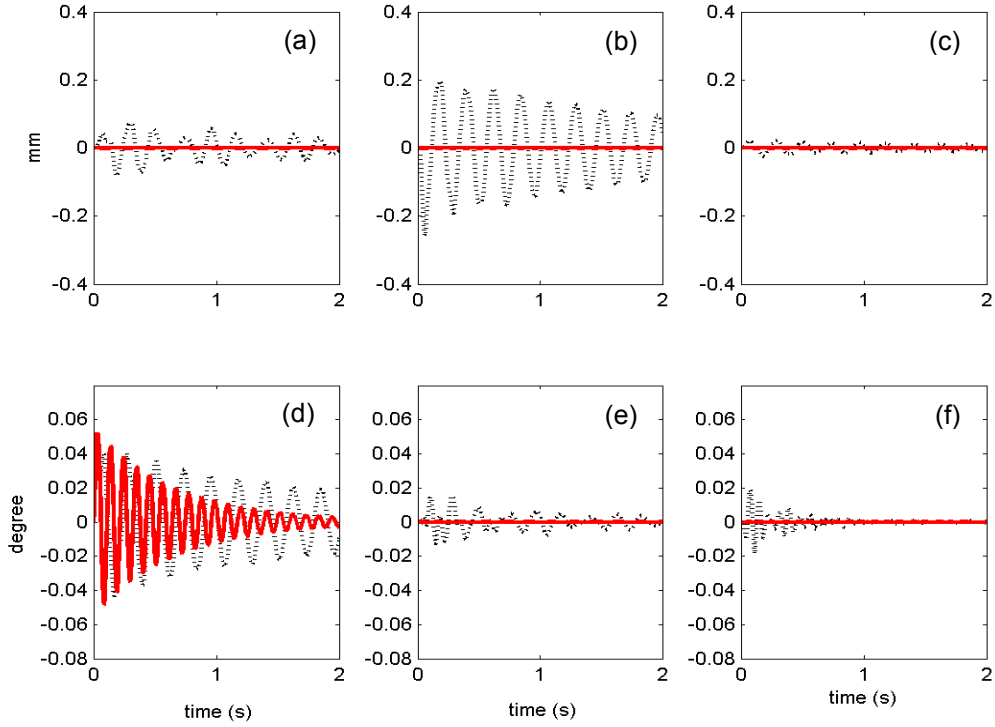 0.4 0.4 0.4
(a) (b) (c)
0.2 0.2 0.2
mm
0 0 0
-0.2 -0.2 -0.2
-0.4 -0.4 -0.4
0 1 2 0 1 2 0 1 2
0.06 (d) 0.06 (e) 0.06 (f)
0.04 0.04 0.04
0.02 0.02 0.02
degree
0 0 0
-0.02 -0.02 -0.02
-0.04 -0.04 -0.04
-0.06 -0.06 -0.06
-0.08 -0.08 -0.08
0 1 2 0 1 2 0 1 2
time (s) time (s) time (s)